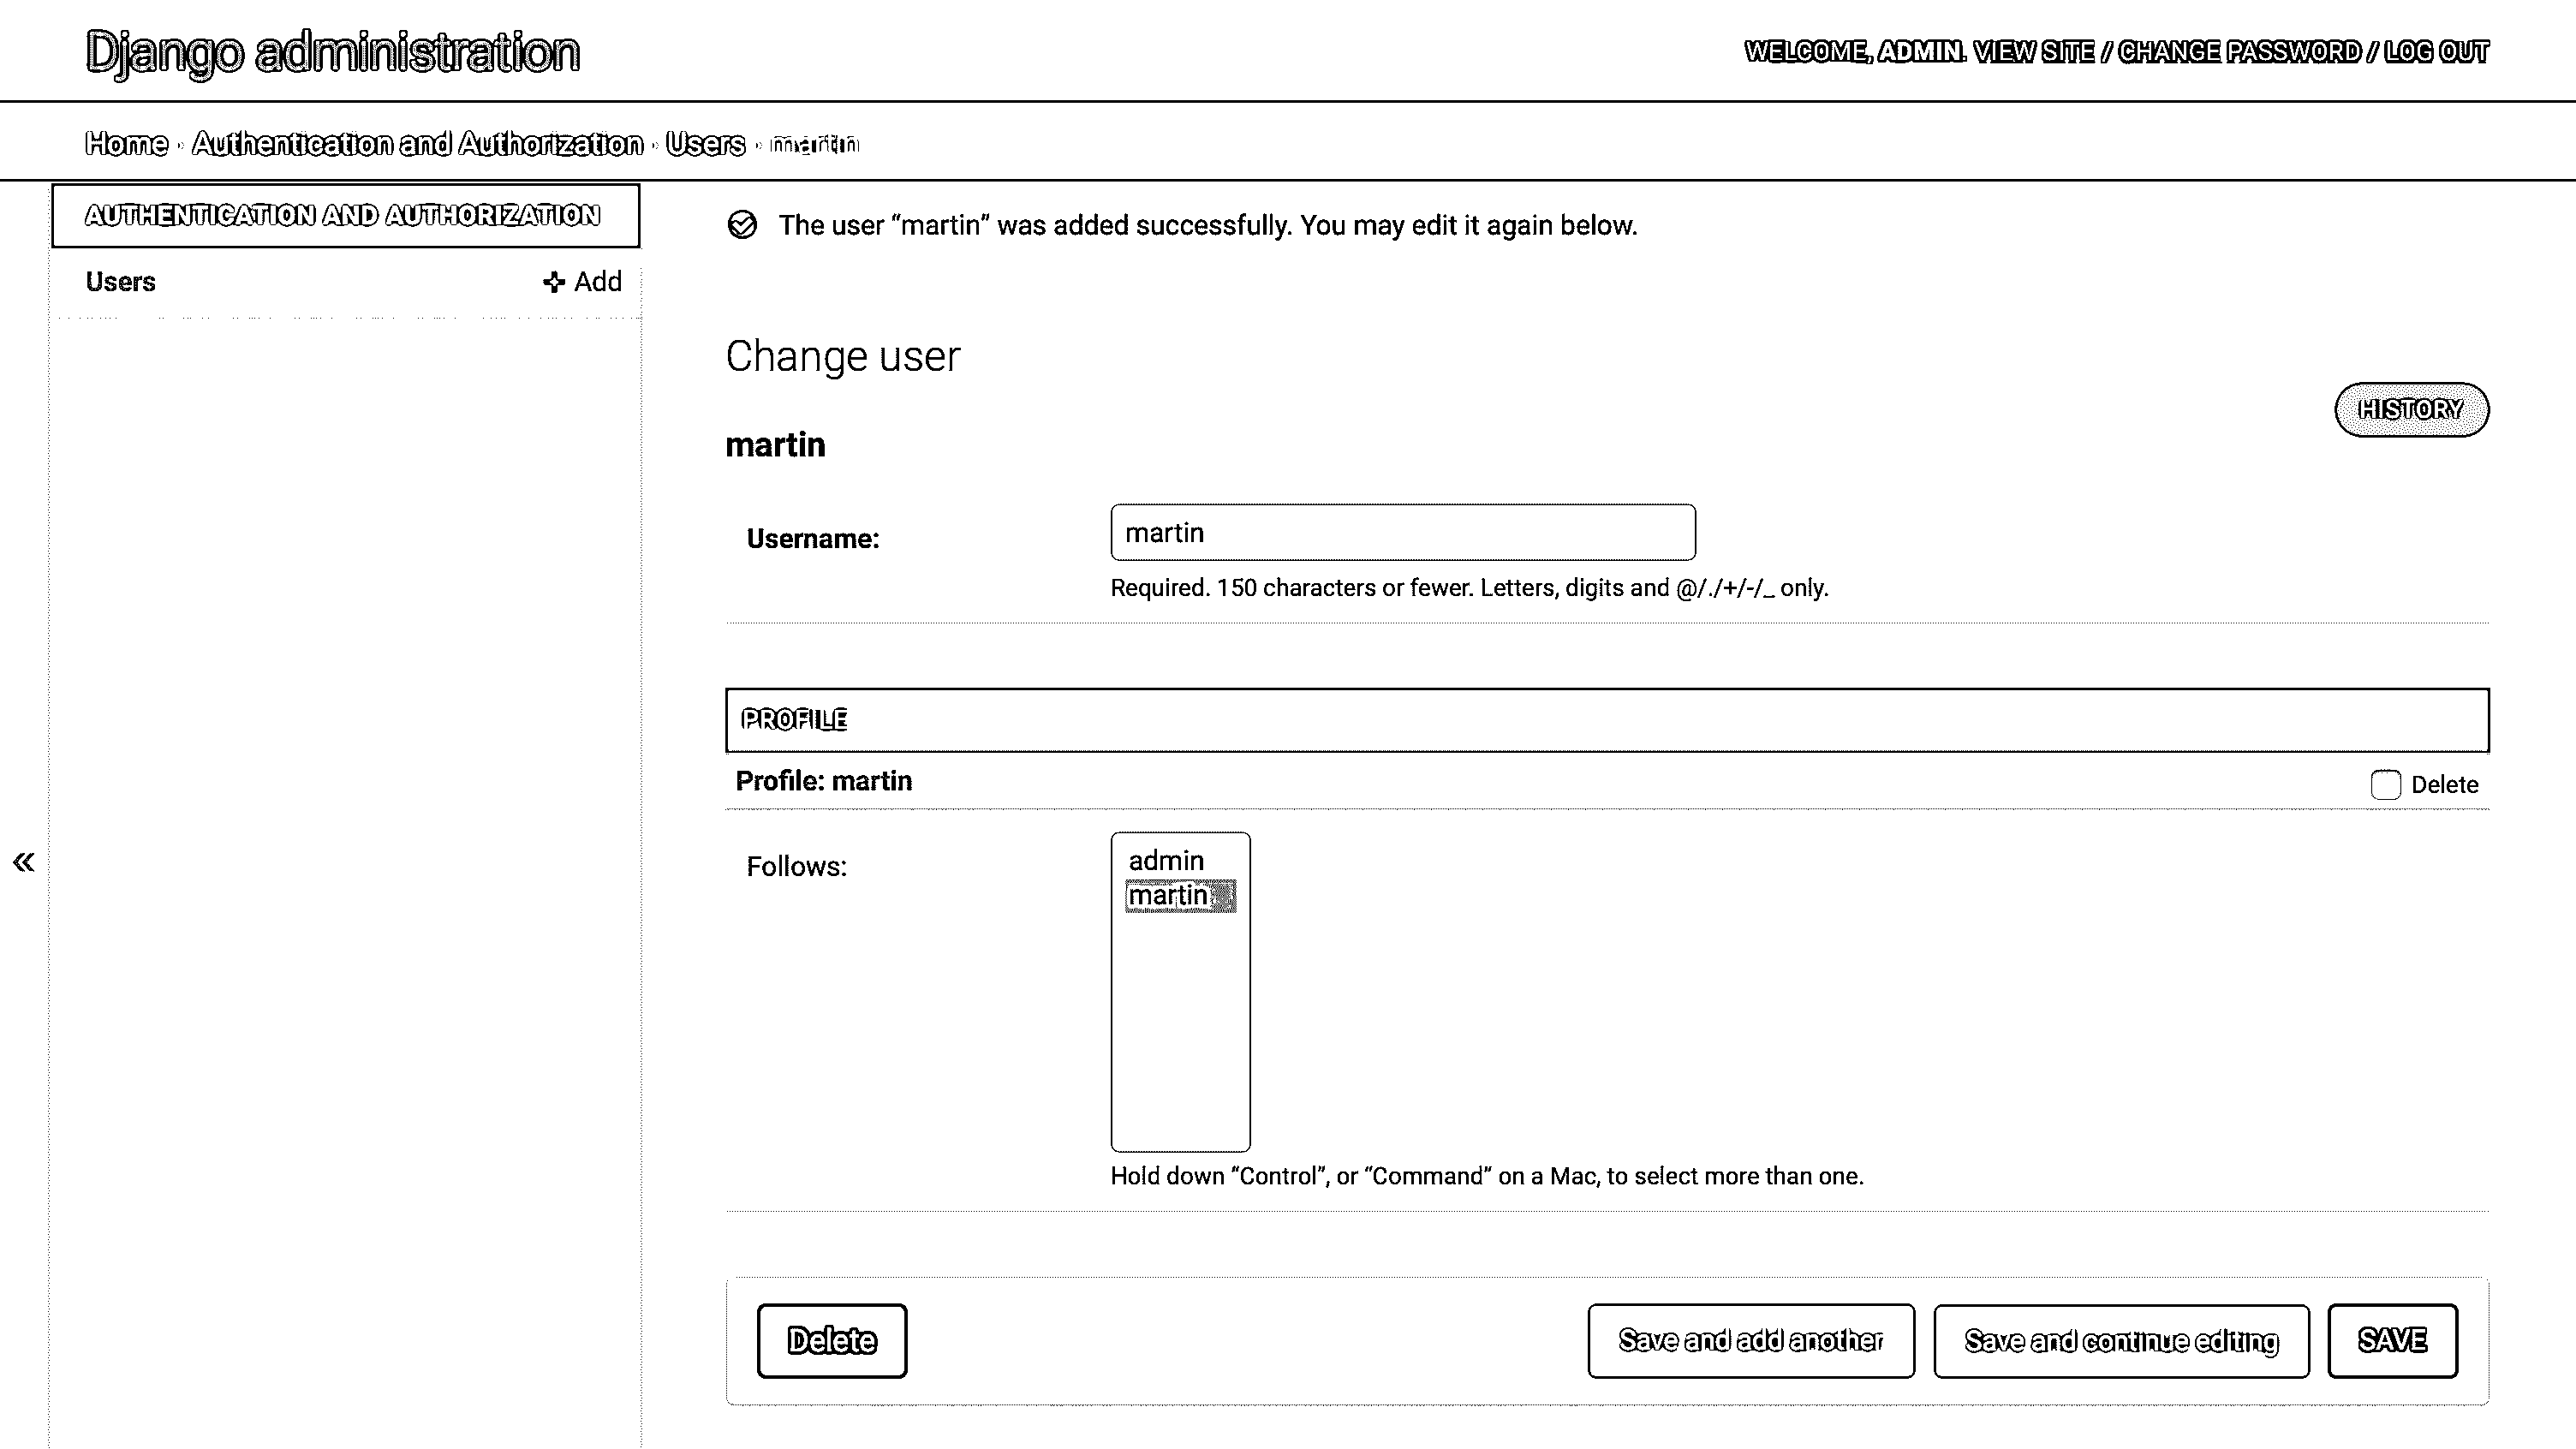 Django administration
WELCOME, ADMIN. VIEW SITE / CHANGE PASSWORD / LOG OUT
Home › Authentication and Authorization › Users › martin
AUTHENTICATION AND AUTHORIZATION
Users
+ Add
The user “martin” was added successfully. You may edit it again below.
Change user
HISTORY
martin
Username:
martin
Required. 150 characters or fewer. Letters, digits and @/./+/-/_ only.
PROFILE
Profile: martin
Delete
Follows:
admin
martin
«
Hold down “Control”, or “Command” on a Mac, to select more than one.
Delete
Save and add another
Save and continue editing
SAVE